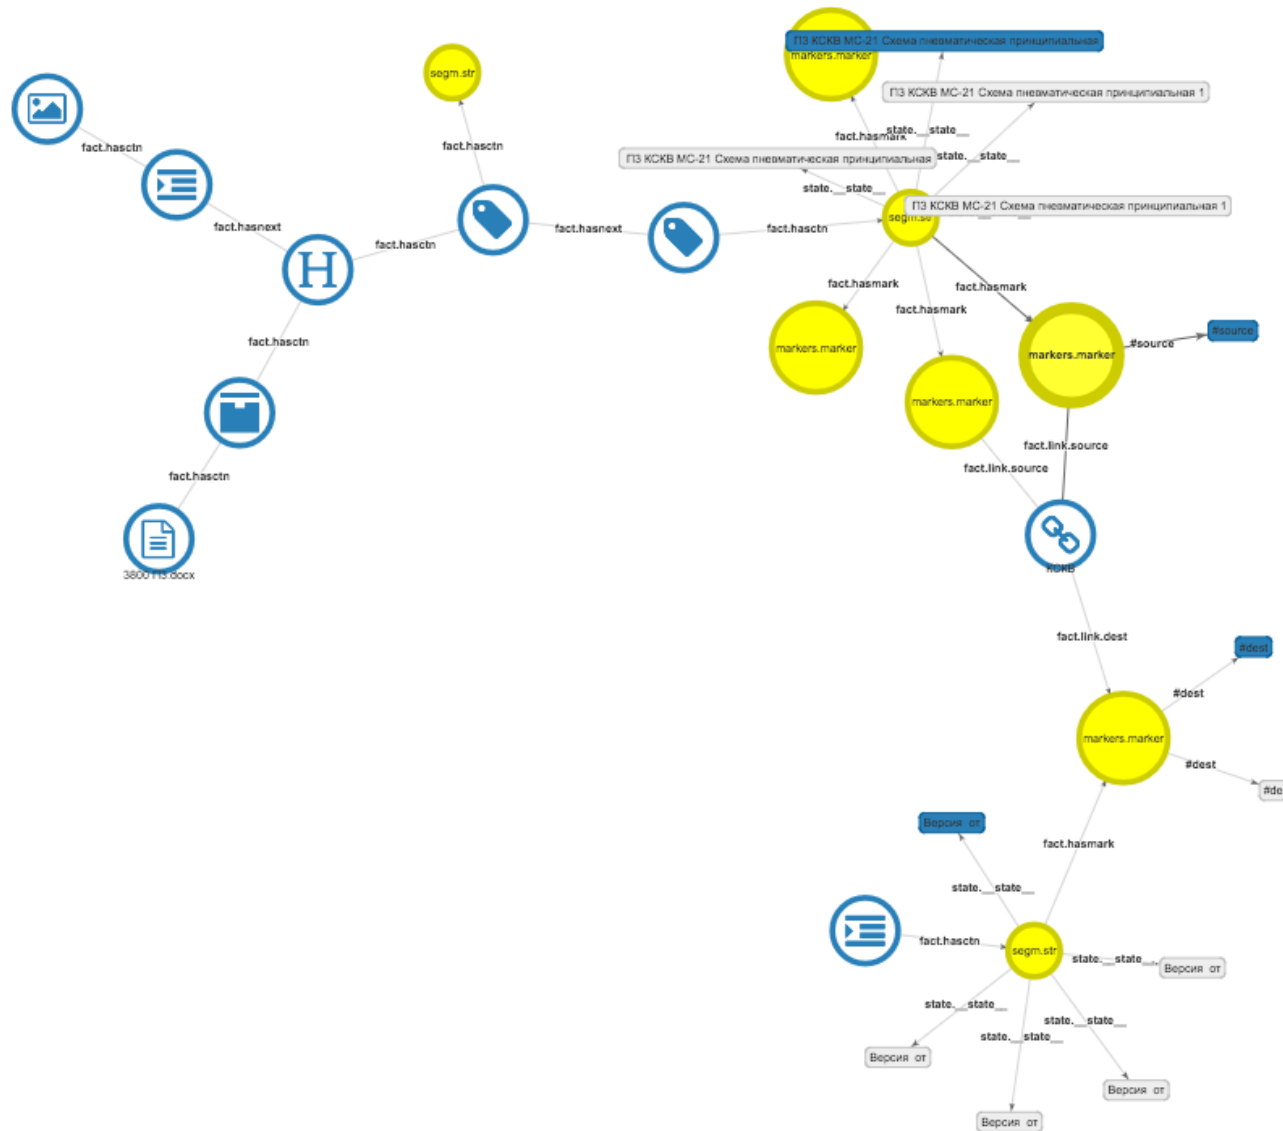 ПЗ КСКВ МС-21 Схема пневматическая принципиальная
markers.marker
segm.str
ПЗ КСКВ МС-21 Схема пневматическая принципиальная 1
fact.hasmark
state.__state__
fact.hasctn
fact.hasctn
state.__state__
ПЗ КСКВ МС-21 Схема пневматическая принципиальная
state.__state__
ПЗ КСКВ МС-21 Схема пневматическая принципиальная 1
fact.hasnext
fact.hasnext
fact.hasctn
fact.hasctn
fact.hasmark
fact.hasmark
fact.hasmark
#source
#source
fact.hasctn
markers.marker
markers.marker
markers.marker
fact.link.source
fact.link.source
fact.hasctn
КСКВ
3800 ПЗ.docx
fact.link.dest
#dest
#dest
markers.marker
#dest
Версия от
fact.hasmark
state.__state__
fact.hasctn
segm.str
state.__state__
Версия от
state.__state__
state.__state__
state.__state__
Версия от
Версия от
Версия от